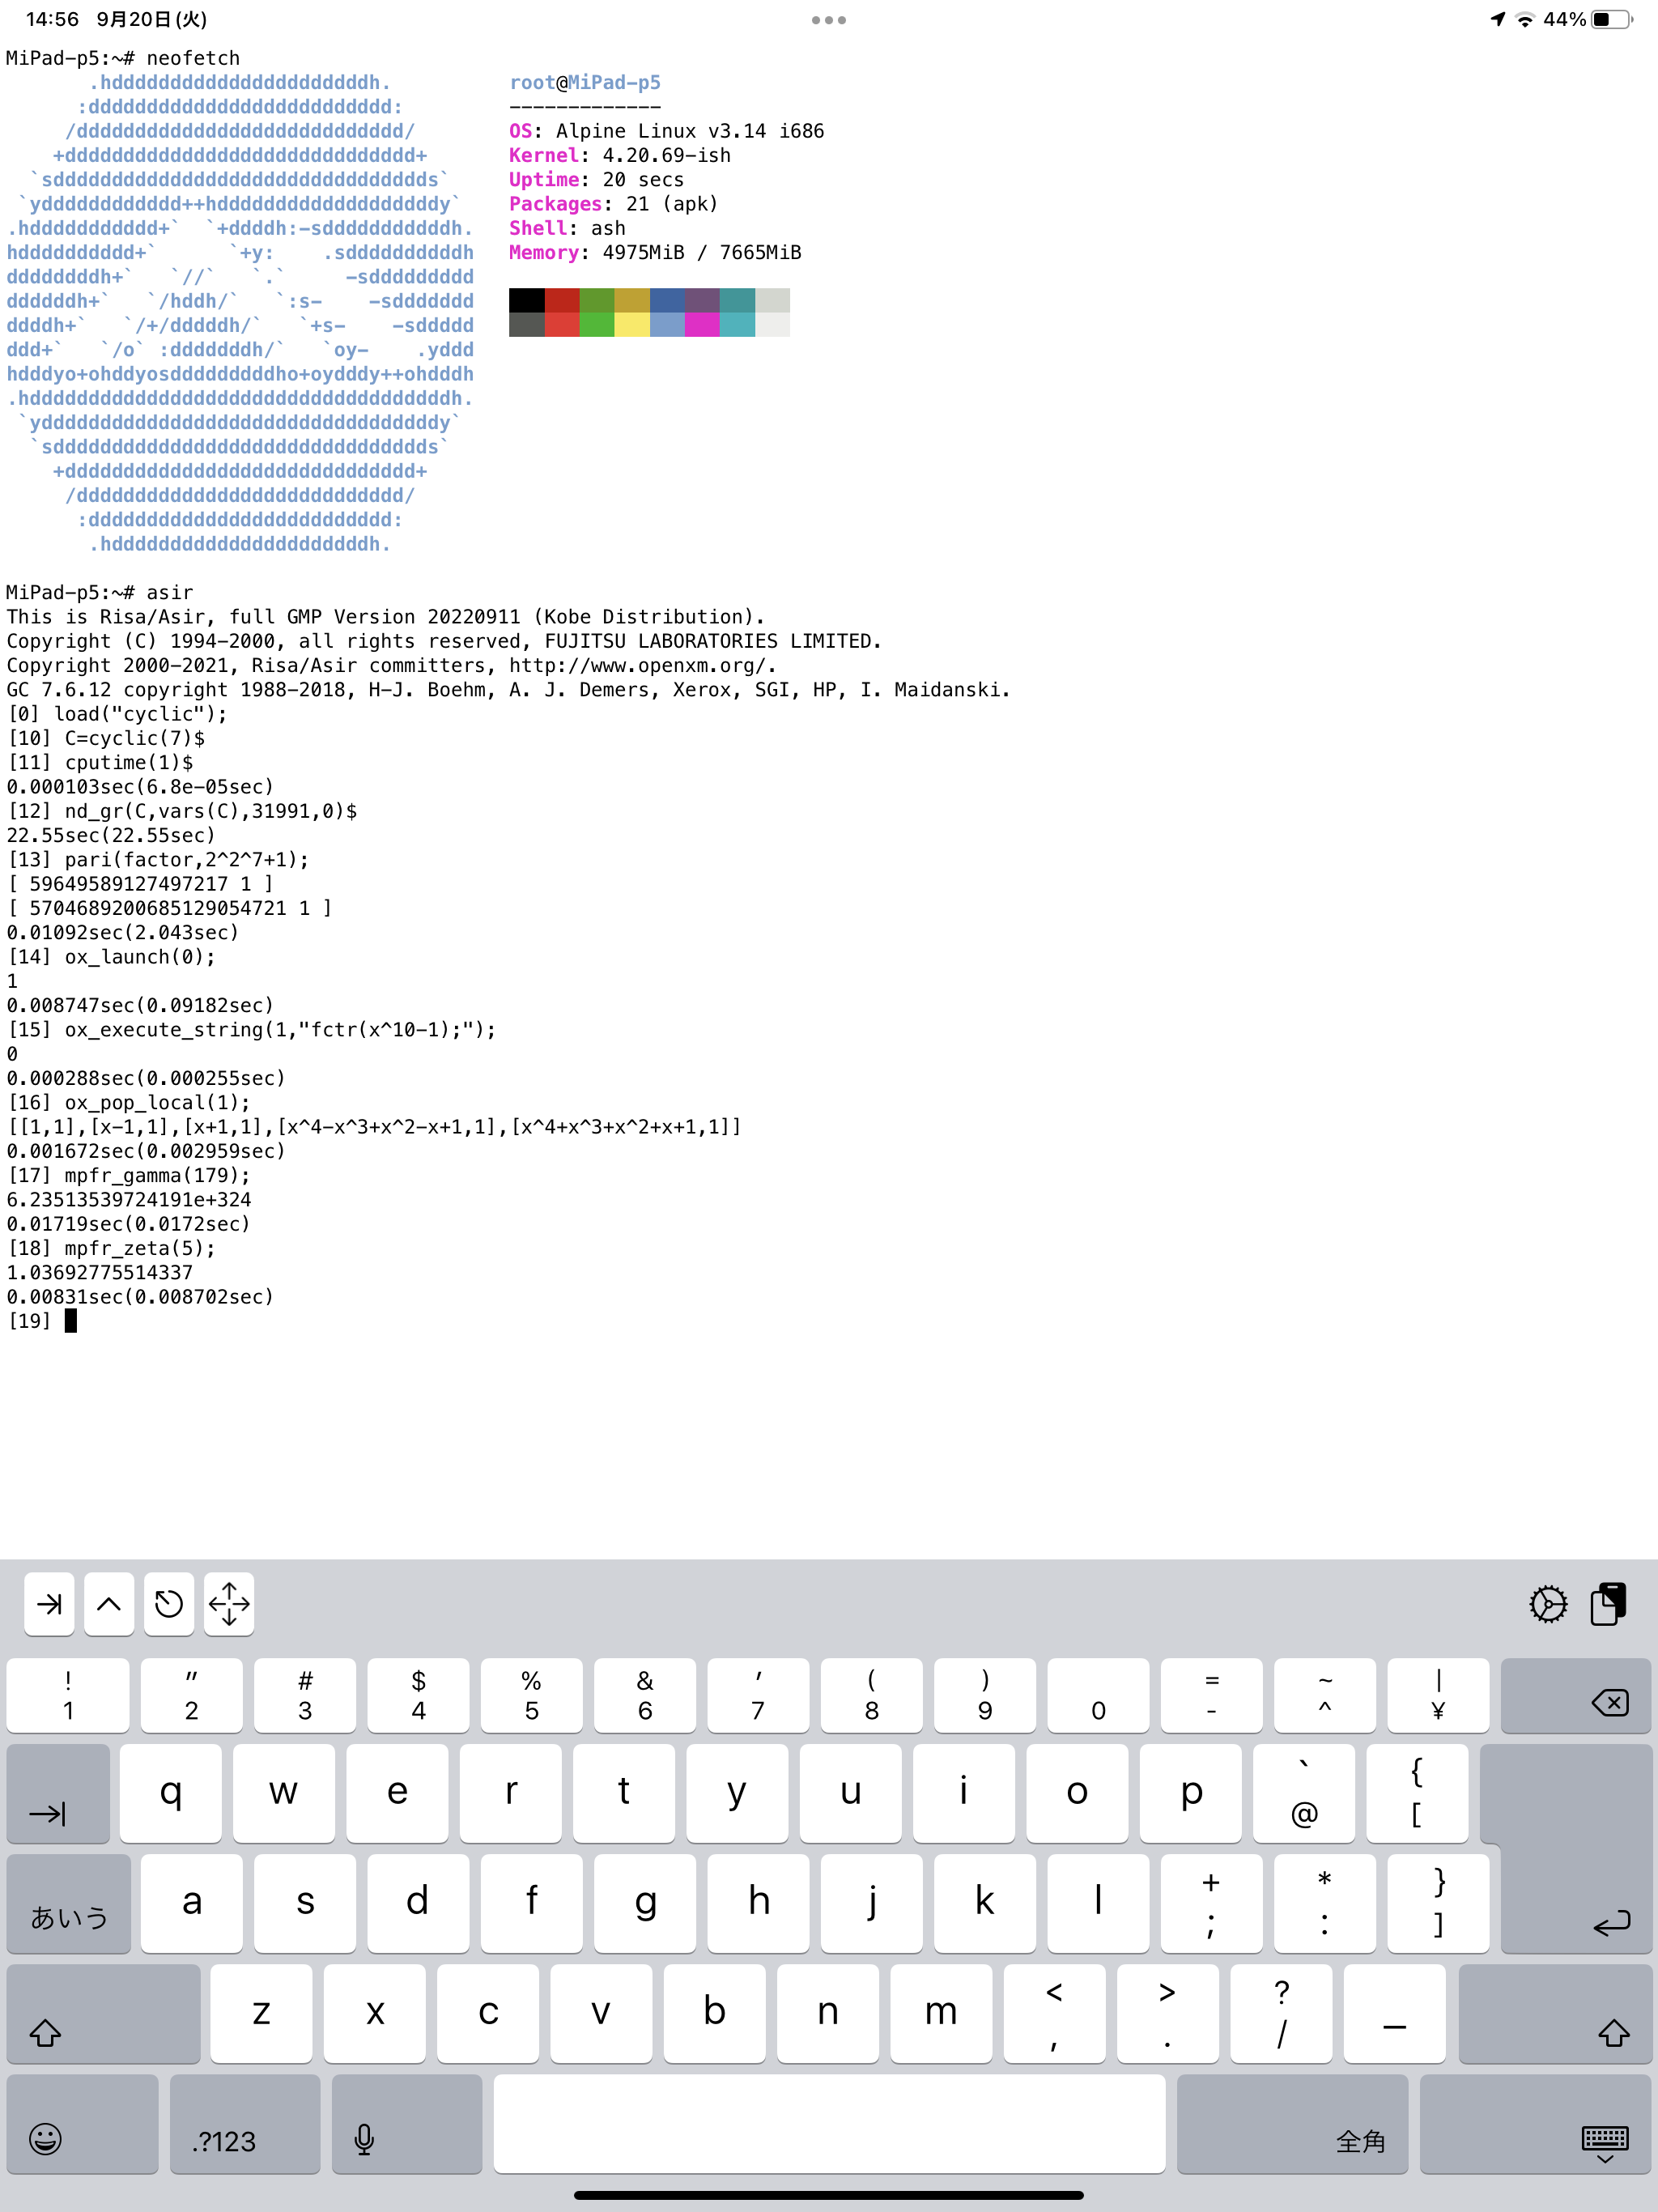 14:56 9月20日(火)
44%
MiPad-p5:~# neofetch
.hddddddddddddddddddddddh.
:dddddddddddddddddddddddddd:
/dddddddddddddddddddddddddddd/
+dddddddddddddddddddddddddddddd+
`sdddddddddddddddddddddddddddddddds`
`ydddddddddddd++hdddddddddddddddddddy`
.hddddddddddd+`  `+ddddh:-sdddddddddddh.
hdddddddddd+`      `+y:    .sddddddddddh
ddddddddh+`   `//`   `.`     -sddddddddd
ddddddh+`   `/hddh/`   `:s-    -sddddddd
ddddh+`   `/+/dddddh/`   `+s-    -sddddd
ddd+`   `/o` :dddddddh/`   `oy-    .yddd
hdddyo+ohddyosdddddddddho+oydddy++ohdddh
.hddddddddddddddddddddddddddddddddddddh.
`yddddddddddddddddddddddddddddddddddy`
`sdddddddddddddddddddddddddddddddds`
+dddddddddddddddddddddddddddddd+
/dddddddddddddddddddddddddddd/
:dddddddddddddddddddddddddd:
.hddddddddddddddddddddddh.
root@MiPad-p5
-------------
OS: Alpine Linux v3.14 i686
Kernel: 4.20.69-ish
Uptime: 20 secs
Packages: 21 (apk)
Shell: ash
Memory: 4975MiB / 7665MiB
MiPad-p5:~# asir
This is Risa/Asir, full GMP Version 20220911 (Kobe Distribution).
Copyright (C) 1994-2000, all rights reserved, FUJITSU LABORATORIES LIMITED.
Copyright 2000-2021, Risa/Asir committers, http://www.openxm.org/.
GC 7.6.12 copyright 1988-2018, H-J. Boehm, A. J. Demers, Xerox, SGI, HP, I. Maidanski.
[0] load("cyclic");
[10] C=cyclic(7)$
[11] cputime(1)$
0.000103sec(6.8e-05sec)
[12] nd_gr(C,vars(C),31991,0)$
22.55sec(22.55sec)
[13] pari(factor,2^2^7+1);
[ 59649589127497217 1 ]
[ 5704689200685129054721 1 ]
0.01092sec(2.043sec)
[14] ox_launch(0);
1
0.008747sec(0.09182sec)
[15] ox_execute_string(1,"fctr(x^10-1);");
0
0.000288sec(0.000255sec)
[16] ox_pop_local(1);
[[1,1],[x-1,1],[x+1,1],[x^4-x^3+x^2-x+1,1],[x^4+x^3+x^2+x+1,1]]
0.001672sec(0.002959sec)
[17] mpfr_gamma(179);
6.23513539724191e+324
0.01719sec(0.0172sec)
[18] mpfr_zeta(5);
1.03692775514337
0.00831sec(0.008702sec)
[19]
! " # $ % & ' ( ) = ~ |
1 2 3 4 5 6 7 8 9 0 - ^ ¥
q w e r t y u i o p ` @ { [
あいう a s d f g h j k l + ; * : } ]
z x c v b n m < , > . ? / _
.?123 全角